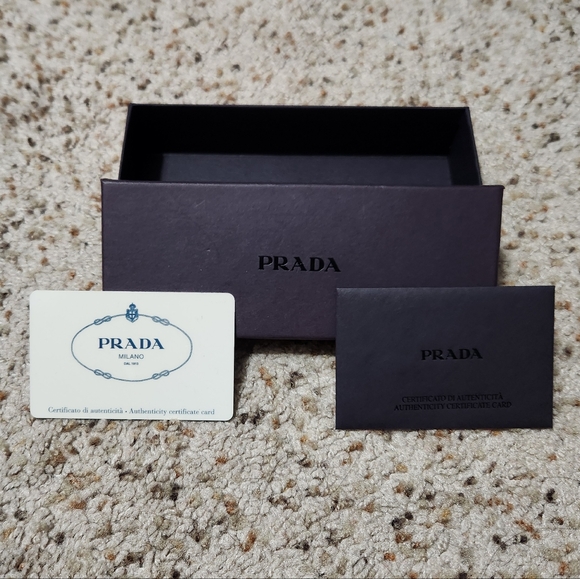 PRADA
PRADA
MILANO
DAL 1913
Certificato di autenticità - Authenticity certificate card
PRADA
CERTIFICATO DI AUTENTICITÀ
AUTHENTICITY CERTIFICATE CARD